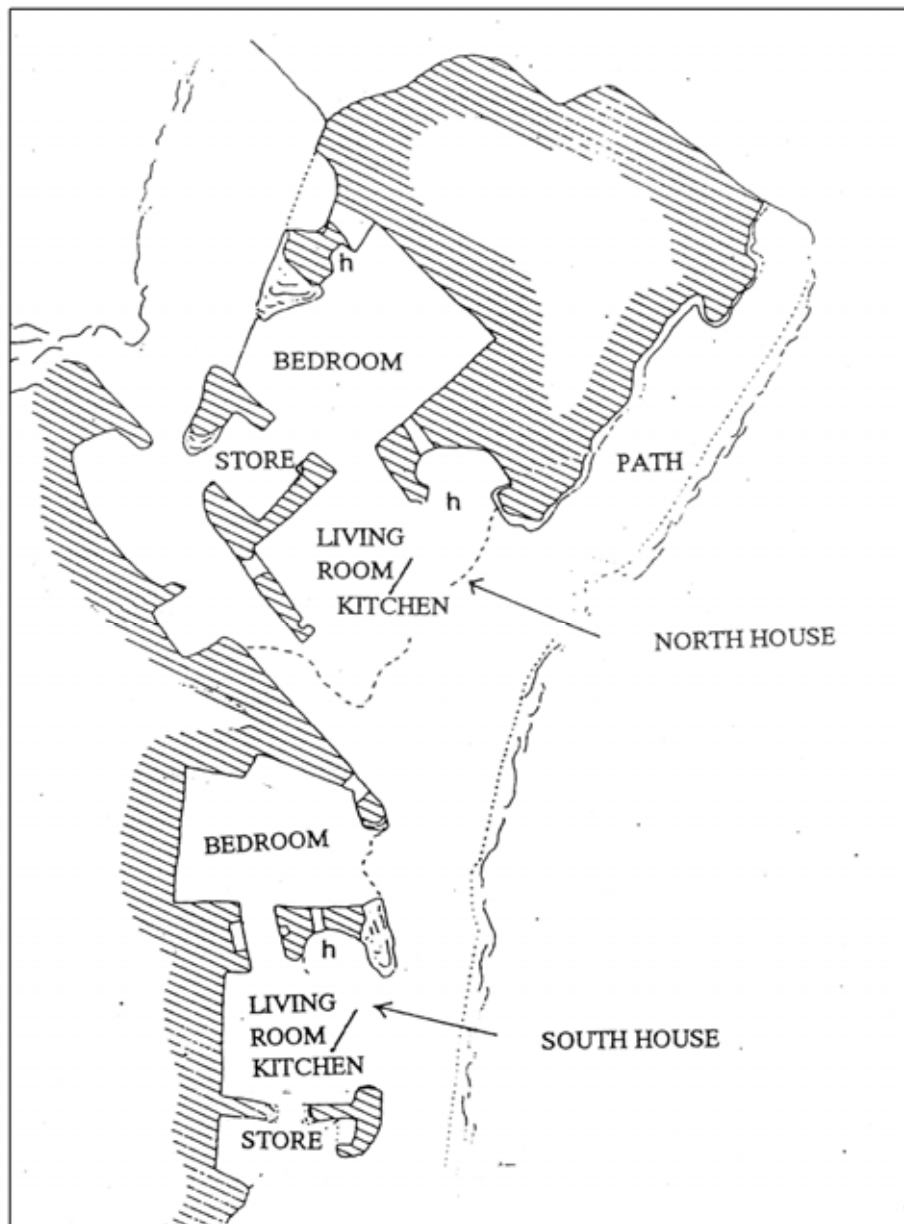 h
BEDROOM
STORE
PATH
h
LIVING
ROOM
KITCHEN
NORTH HOUSE
BEDROOM
h
LIVING
ROOM
KITCHEN
SOUTH HOUSE
STORE